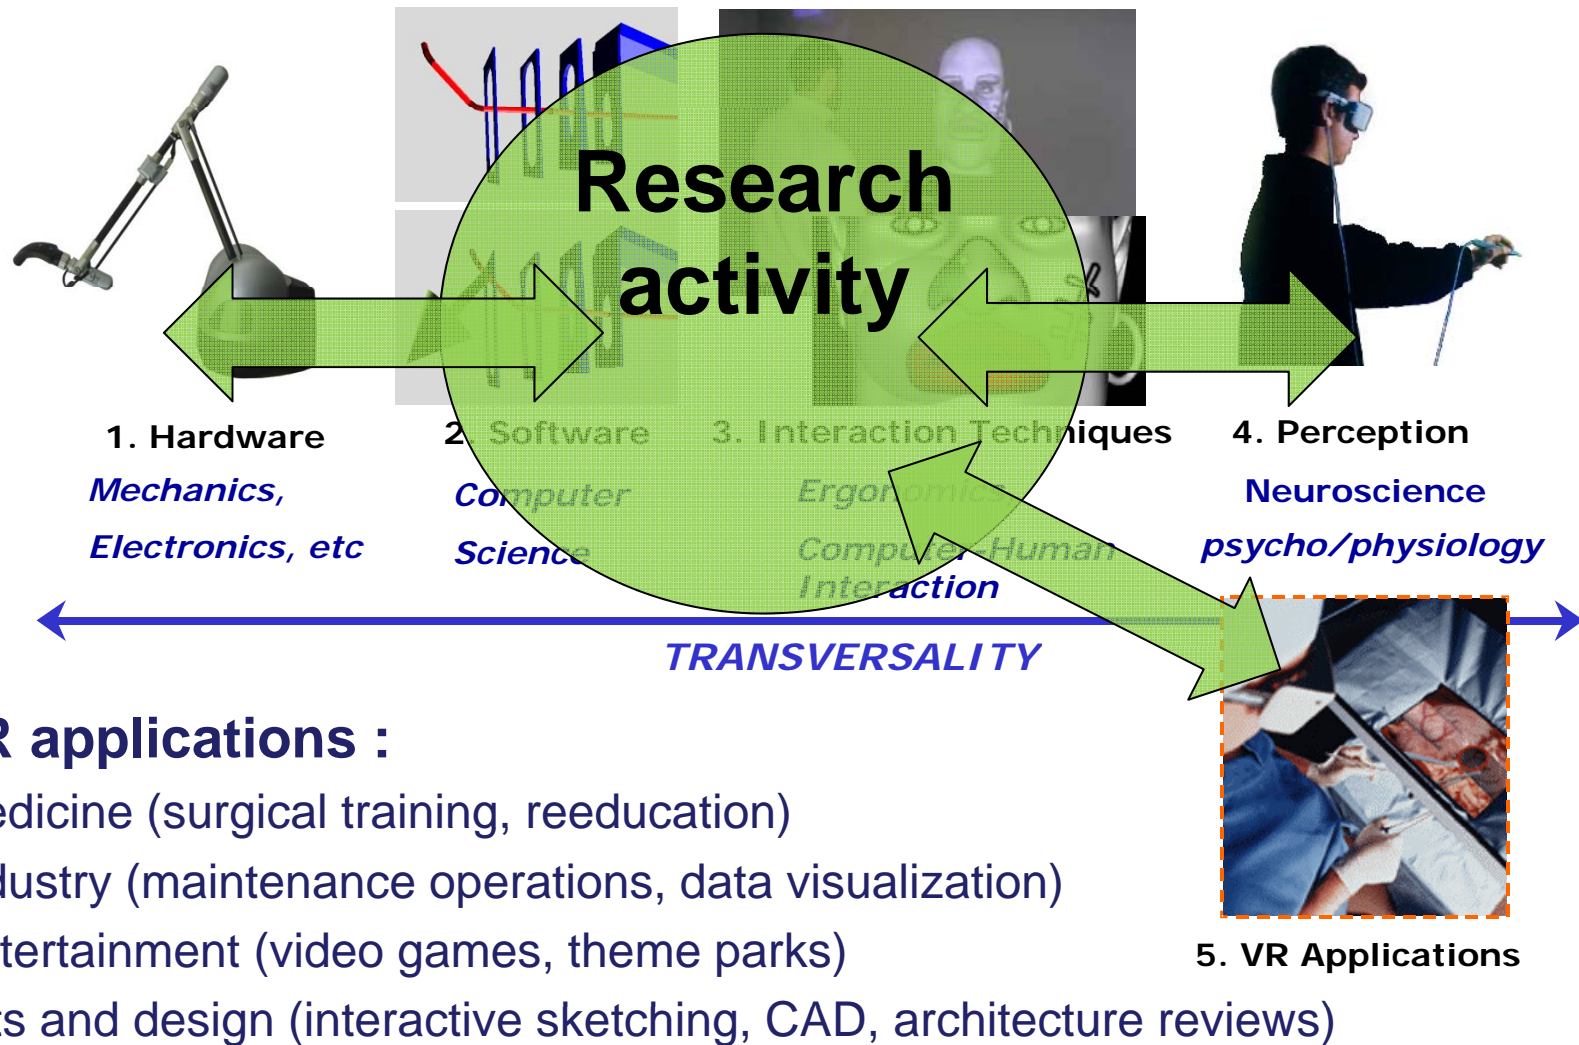 Research
activity
1. Hardware
2. Software
3. Interaction Techniques
4. Perception
Mechanics,
Electronics, etc
Computer
Science
Ergonomics
Computer-Human
Interaction
Neuroscience
psycho/physiology
TRANSVERSALITY
R applications :
edicine (surgical training, reeducation)
dustry (maintenance operations, data visualization)
tertainment (video games, theme parks)
ts and design (interactive sketching, CAD, architecture reviews)
5. VR Applications